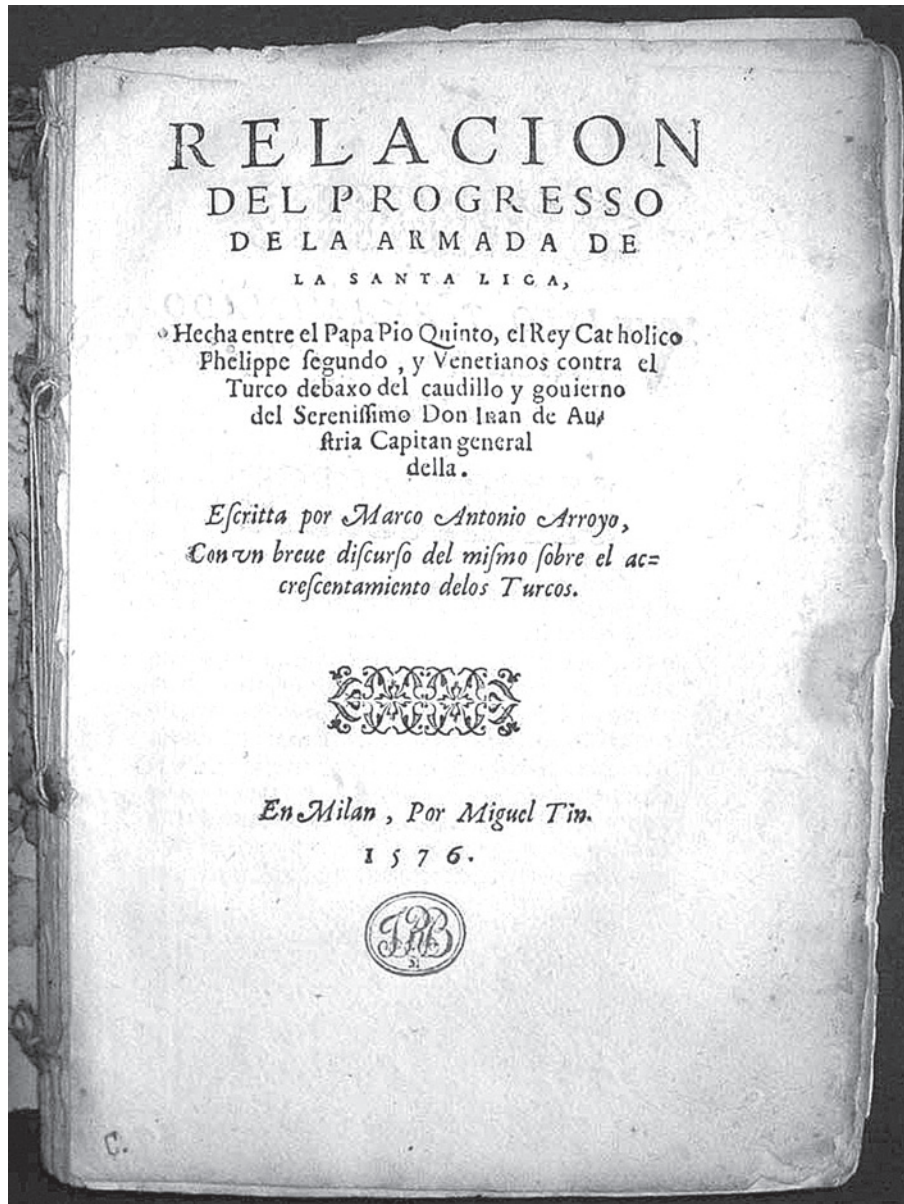 RELACION
DEL PROGRESSO
DE LA ARMADA DE
LA SANTA LIGA,
Hecha entre el Papa Pio Quinto, el Rey Catholico
Phelippe ſegundo, y Venetianos contra el
Turco debaxo del caudillo y gouierno
del Sereniſſimo Don Iuan de Au-
ſtria Capitan general
della.
Eſcritta por Marco Antonio Arroyo,
Con vn breue diſcurſo del miſmo ſobre el ac=
creſcentamiento delos Turcos.
En Milan, Por Miguel Tin.
1576.
C.